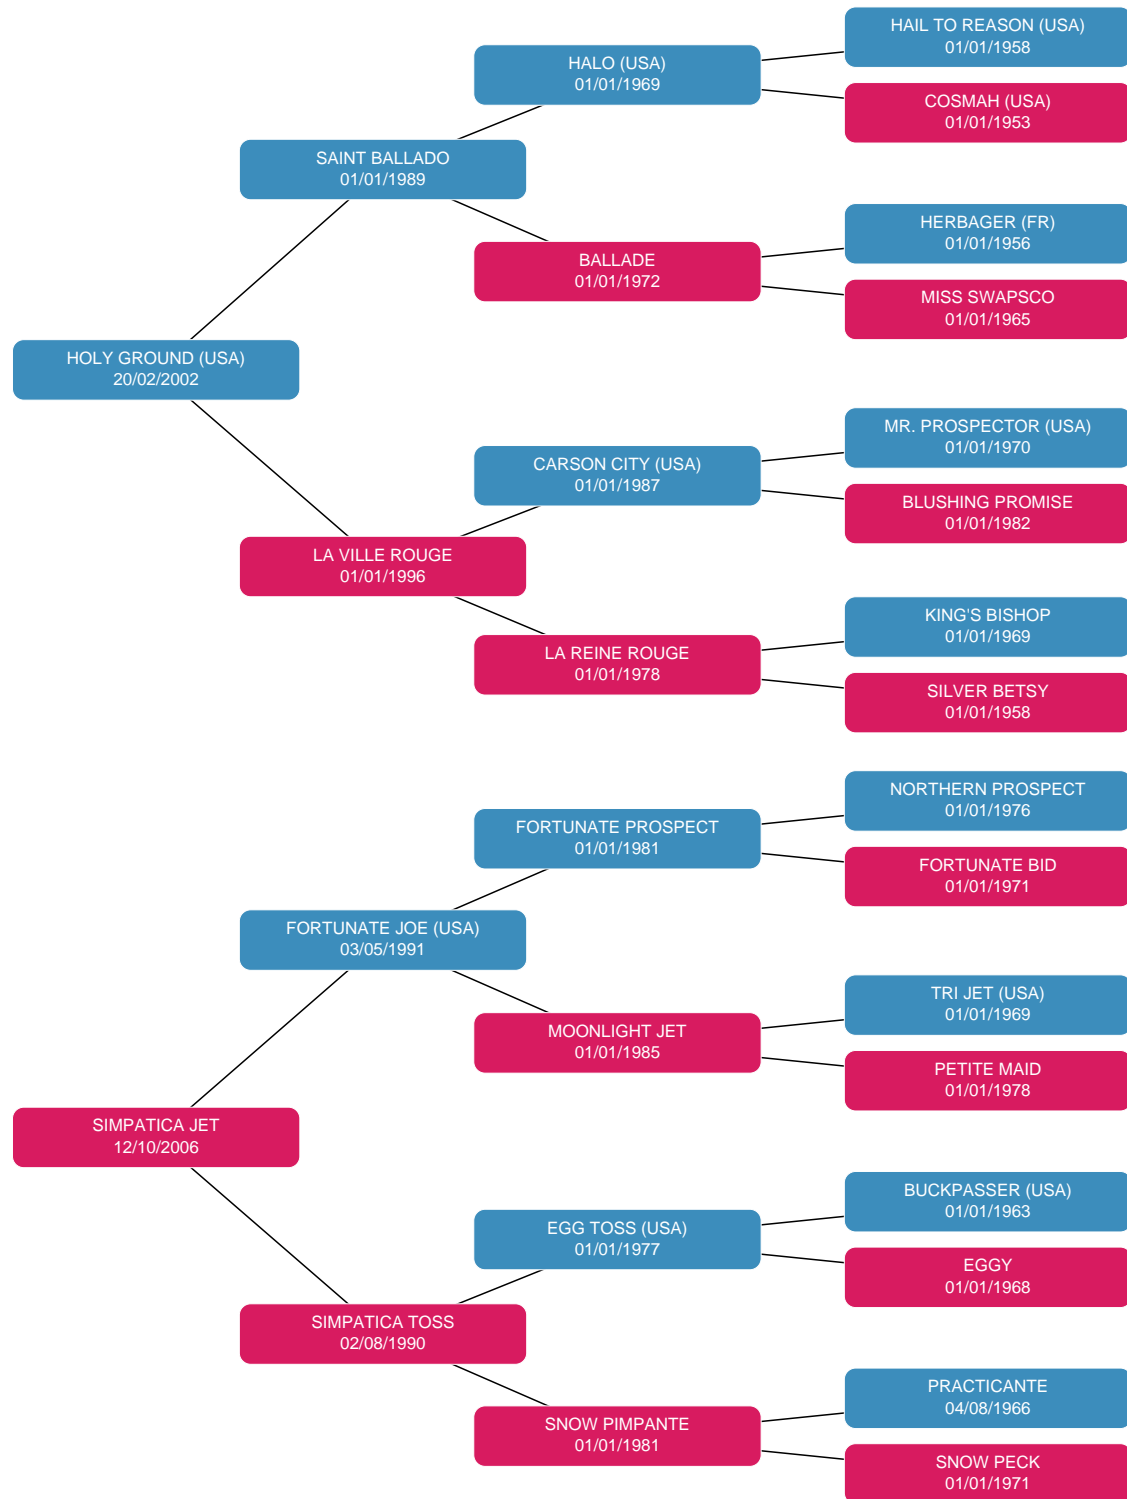 HAIL TO REASON (USA)
01/01/1958
HALO (USA)
01/01/1969
COSMAH (USA)
01/01/1953
SAINT BALLADO
01/01/1989
HERBAGER (FR)
01/01/1956
BALLADE
01/01/1972
MISS SWAPSCO
01/01/1965
HOLY GROUND (USA)
20/02/2002
MR. PROSPECTOR (USA)
01/01/1970
CARSON CITY (USA)
01/01/1987
BLUSHING PROMISE
01/01/1982
LA VILLE ROUGE
01/01/1996
KING'S BISHOP
01/01/1969
LA REINE ROUGE
01/01/1978
SILVER BETSY
01/01/1958
NORTHERN PROSPECT
01/01/1976
FORTUNATE PROSPECT
01/01/1981
FORTUNATE BID
01/01/1971
FORTUNATE JOE (USA)
03/05/1991
TRI JET (USA)
01/01/1969
MOONLIGHT JET
01/01/1985
PETITE MAID
01/01/1978
SIMPATICA JET
12/10/2006
BUCKPASSER (USA)
01/01/1963
EGG TOSS (USA)
01/01/1977
EGGY
01/01/1968
SIMPATICA TOSS
02/08/1990
PRACTICANTE
04/08/1966
SNOW PIMPANTE
01/01/1981
SNOW PECK
01/01/1971